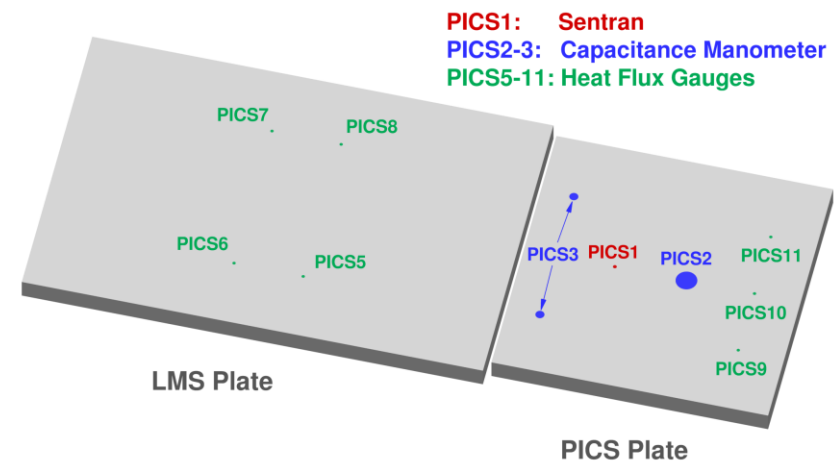 PICS1: Sentran
PICS2-3: Capacitance Manometer
PICS5-11: Heat Flux Gauges
PICS7
PICS8
PICS6
PICS5
PICS3
PICS1
PICS2
PICS11
PICS10
PICS9
LMS Plate
PICS Plate